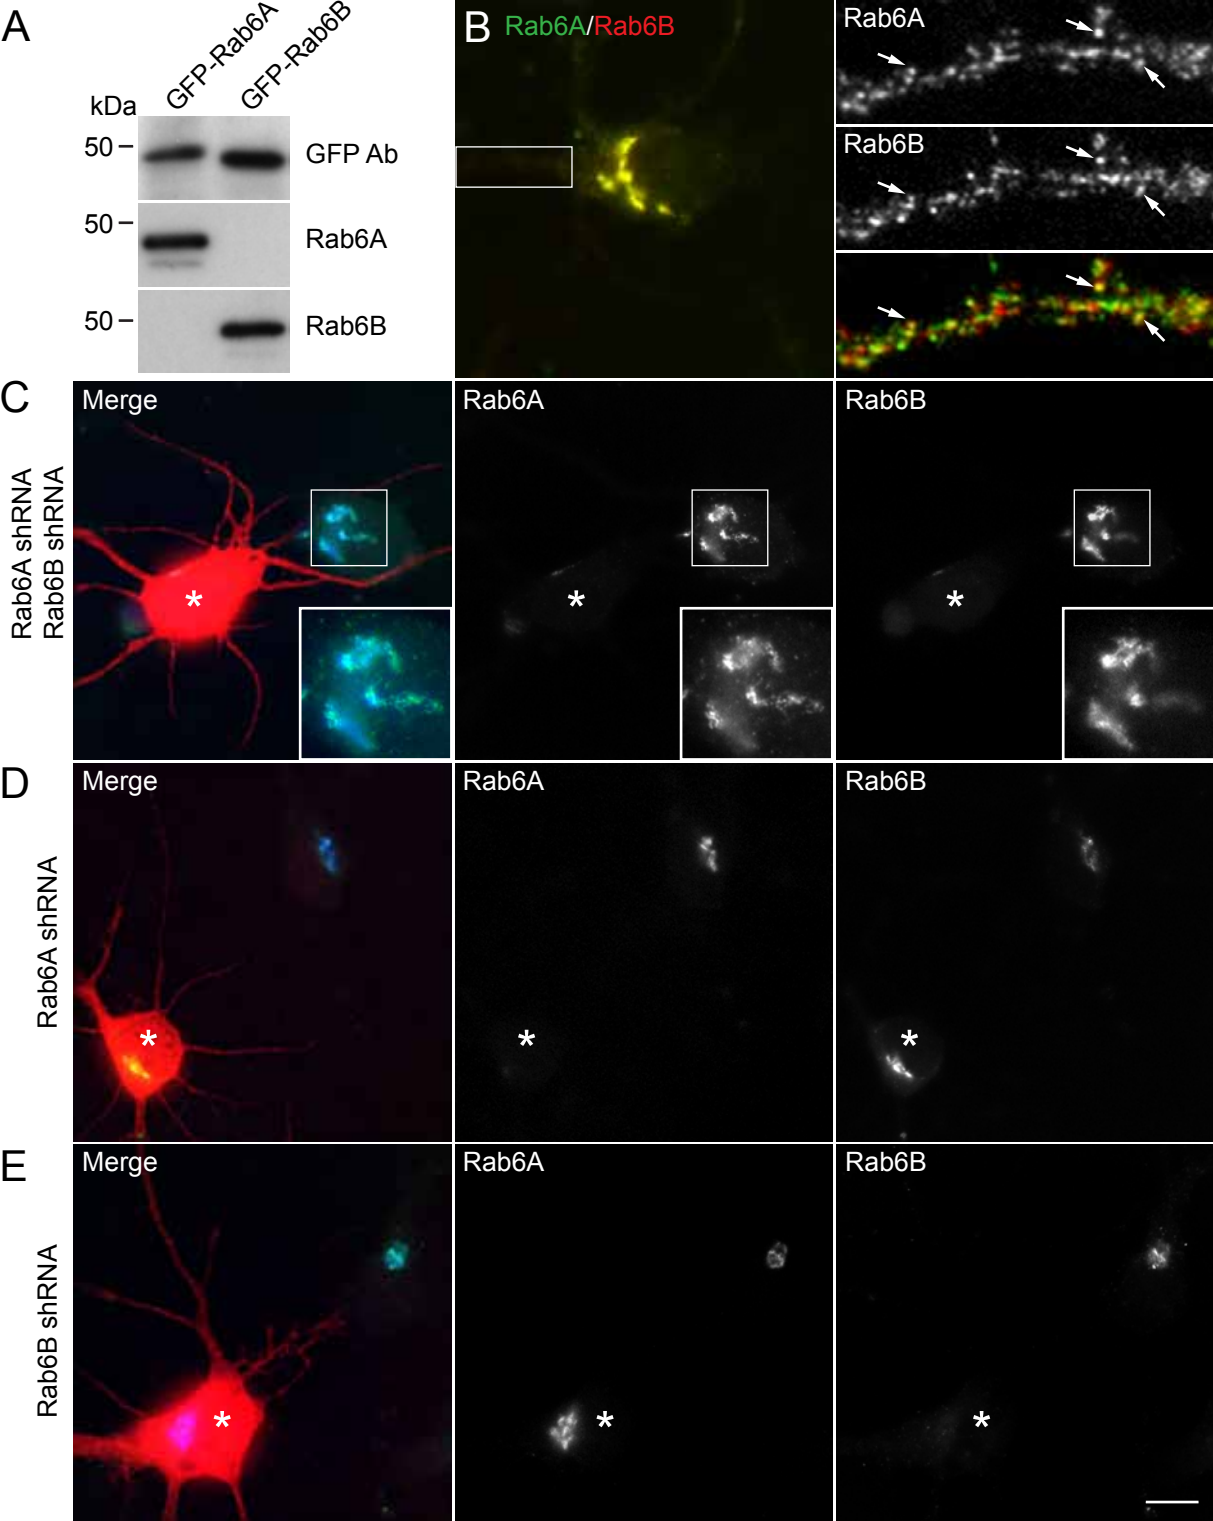 A
GFP-Rab6A
GFP-Rab6B
kDa
50
GFP Ab
50
Rab6A
50
Rab6B
B
Rab6A/Rab6B
Rab6A
Rab6B
C
Rab6A shRNA
Rab6B shRNA
Merge
Rab6A
Rab6B
*
*
*
D
Rab6A shRNA
Merge
Rab6A
Rab6B
*
*
*
E
Rab6B shRNA
Merge
Rab6A
Rab6B
*
*
*